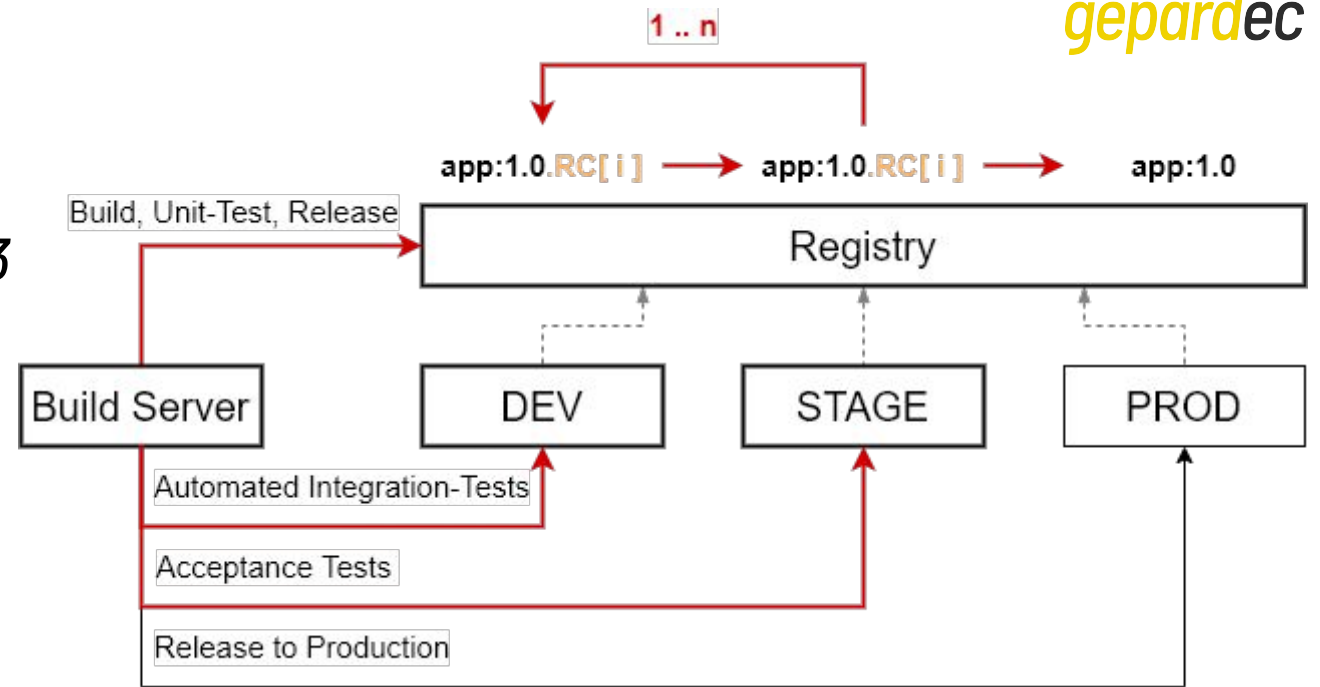 gepardec
1 .. n
app:1.0.RC[ i ] app:1.0.RC[ i ] app:1.0
Build, Unit-Test, Release
Registry
3
Build Server DEV STAGE PROD
Automated Integration-Tests
Acceptance Tests
Release to Production